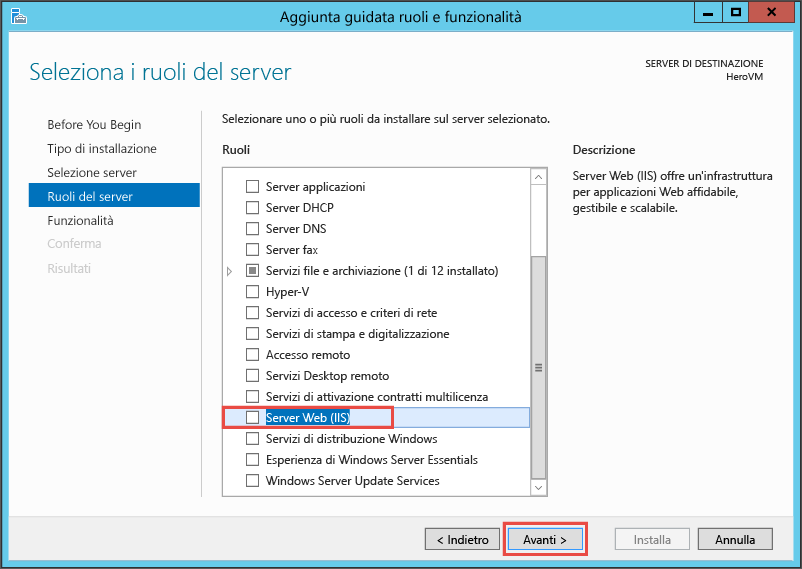 Aggiunta guidata ruoli e funzionalità
Seleziona i ruoli del server
SERVER DI DESTINAZIONE
HeroVM
Before You Begin
Tipo di installazione
Selezione server
Ruoli del server
Funzionalità
Conferma
Risultati
Selezionare uno o più ruoli da installare sul server selezionato.
Ruoli
Server applicazioni
Server DHCP
Server DNS
Server fax
Servizi file e archiviazione (1 di 12 installato)
Hyper-V
Servizi di accesso e criteri di rete
Servizi di stampa e digitalizzazione
Accesso remoto
Servizi Desktop remoto
Servizi di attivazione contratti multilicenza
Server Web (IIS)
Servizi di distribuzione Windows
Esperienza di Windows Server Essentials
Windows Server Update Services
Descrizione
Server Web (IIS) offre un'infrastruttura
per applicazioni Web affidabile,
gestibile e scalabile.
< Indietro
Avanti >
Installa
Annulla